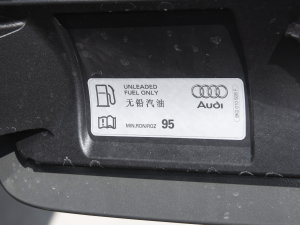 UNLEADED
FUEL ONLY
无铅汽油
MIN.RON/ROZ 95
Audi